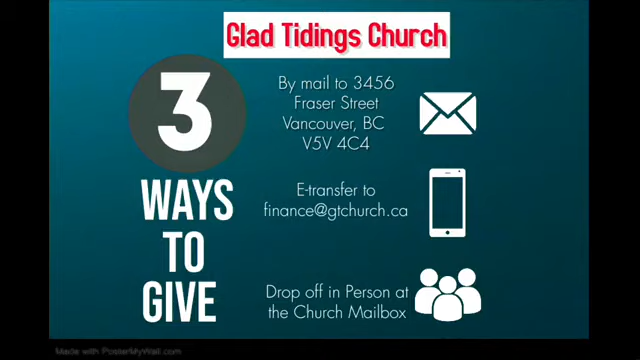 Glad Tidings Church
3
WAYS
TO
GIVE
By mail to 3456
Fraser Street
Vancouver, BC
V5V 4C4
E-transfer to
finance@gtchurch.ca
Drop off in Person at
the Church Mailbox
Made with PosterMyWall.com